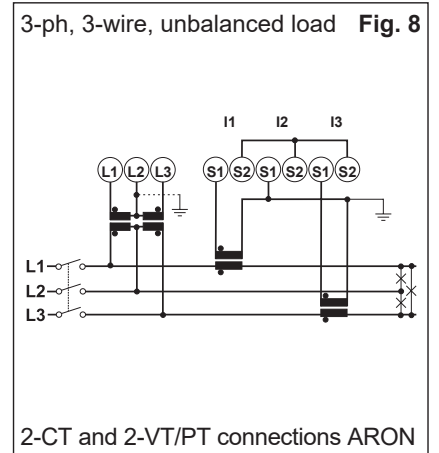 3-ph, 3-wire, unbalanced load Fig. 8
I1 I2 I3
L1 L2 L3 S1 S2 S1 S2 S1 S2
L1
L2
L3
2-CT and 2-VT/PT connections ARON